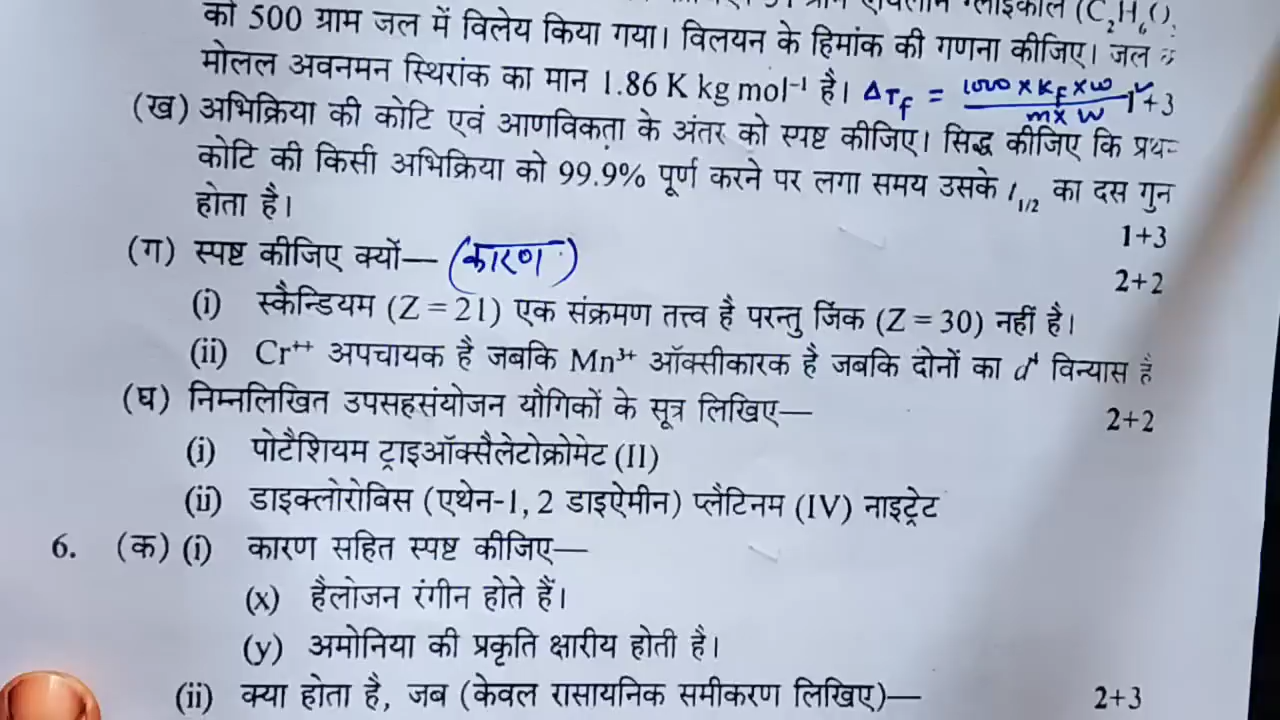 को 500 ग्राम जल में विलेय किया गया। विलयन के हिमांक की गणना कीजिए। जल
मोलल अवनमन स्थिरांक का मान 1.86 K kg mol⁻¹ है। ΔT_f = 1000 × K_f × w / m × W 1+3
(ख) अभिक्रिया की कोटि एवं आणविकता के अंतर को स्पष्ट कीजिए। सिद्ध कीजिए कि प्रथ
कोटि की किसी अभिक्रिया को 99.9% पूर्ण करने पर लगा समय उसके t₁/₂ का दस गुन
होता है।
1+3
(ग) स्पष्ट कीजिए क्यों— (कारण)
2+2
(i) स्कैन्डियम (Z = 21) एक संक्रमण तत्त्व है परन्तु जिंक (Z = 30) नहीं है।
(ii) Cr⁺⁺ अपचायक है जबकि Mn³⁺ ऑक्सीकारक है जबकि दोनों का d⁴ विन्यास है
(घ) निम्नलिखित उपसहसंयोजन यौगिकों के सूत्र लिखिए—
2+2
(i) पोटैशियम ट्राइऑक्सैलेटोक्रोमेट (II)
(ii) डाइक्लोरोबिस (एथेन-1, 2 डाइऐमीन) प्लैटिनम (IV) नाइट्रेट
6. (क) (i) कारण सहित स्पष्ट कीजिए—
(x) हैलोजन रंगीन होते हैं।
(y) अमोनिया की प्रकृति क्षारीय होती है।
(ii) क्या होता है, जब (केवल रासायनिक समीकरण लिखिए)— 2+3